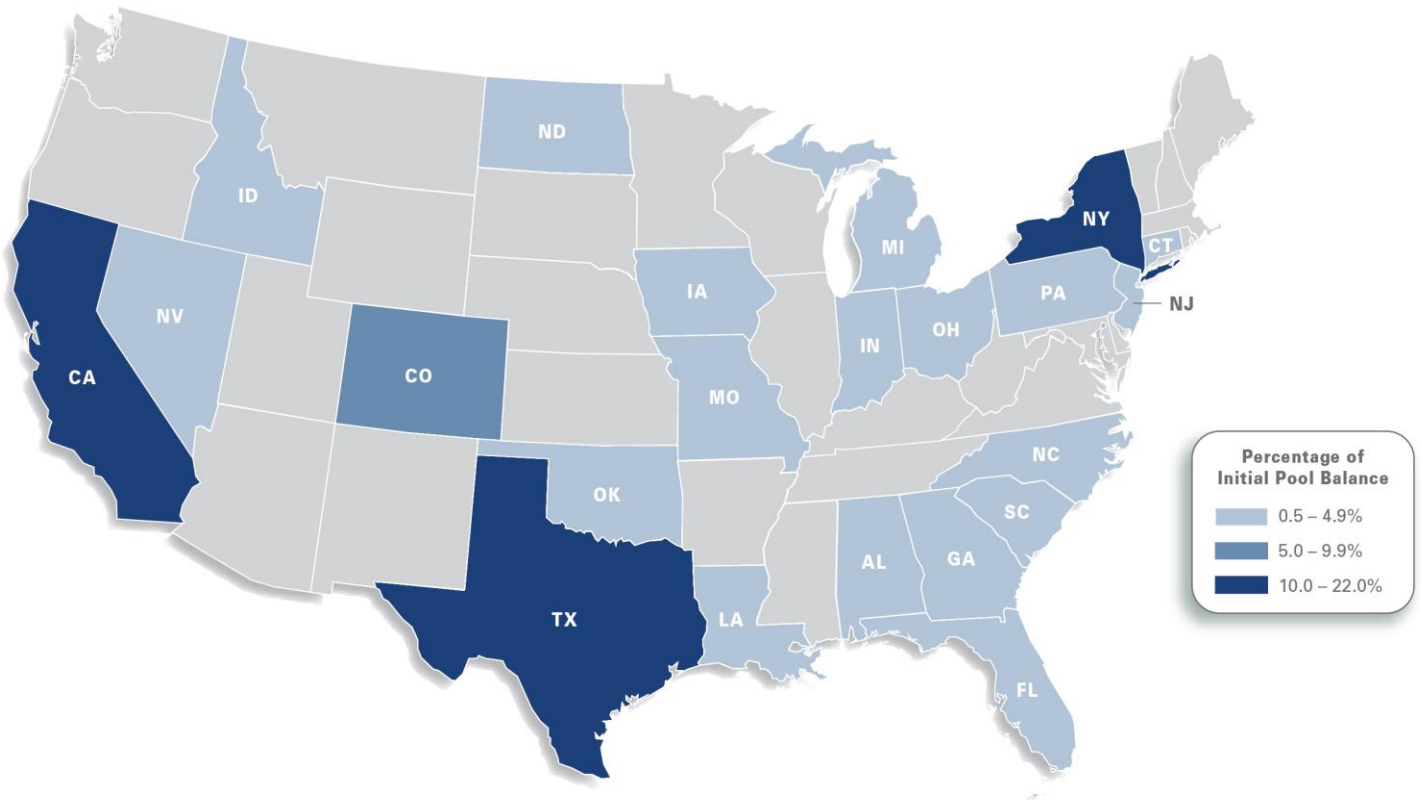 ND
ID
NY
MI
CT
IA
PA
NJ
NV
IN
OH
CA
CO
MO
NC
OK
SC
AL
GA
TX
LA
FL
Percentage of
Initial Pool Balance
0.5 – 4.9%
5.0 – 9.9%
10.0 – 22.0%